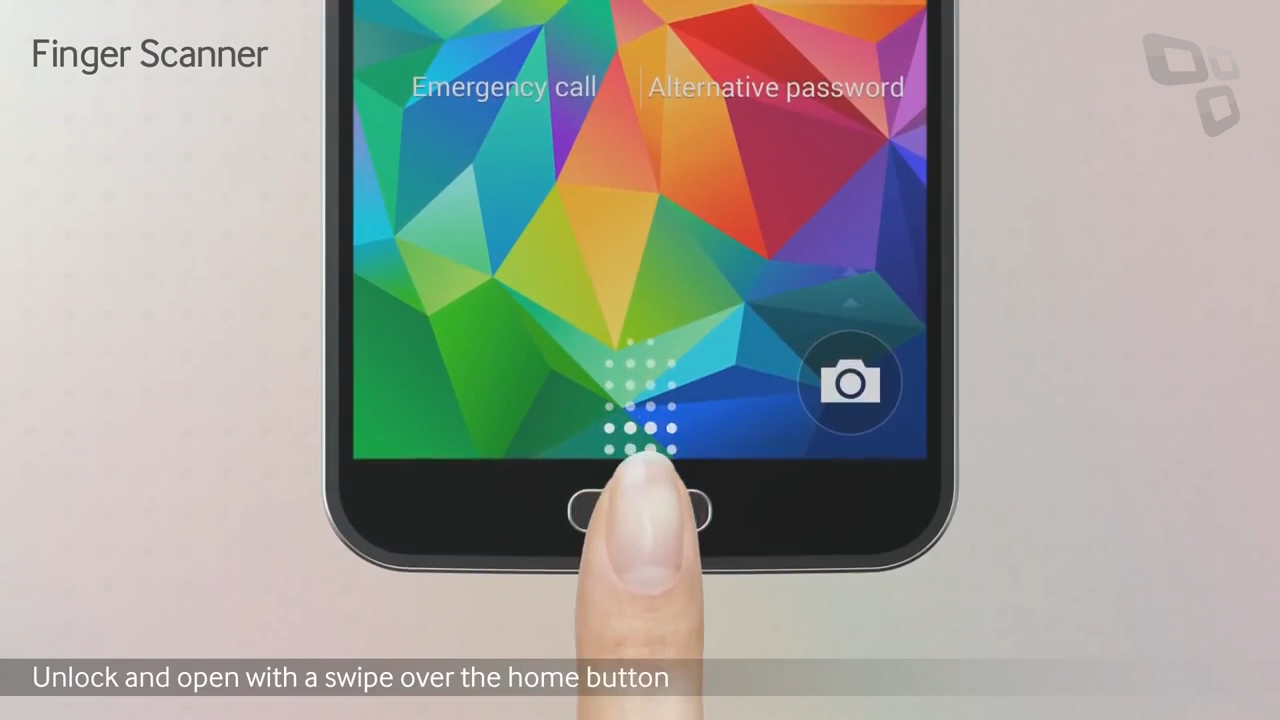 Finger Scanner
Emergency call
Alternative password
Unlock and open with a swipe over the home button